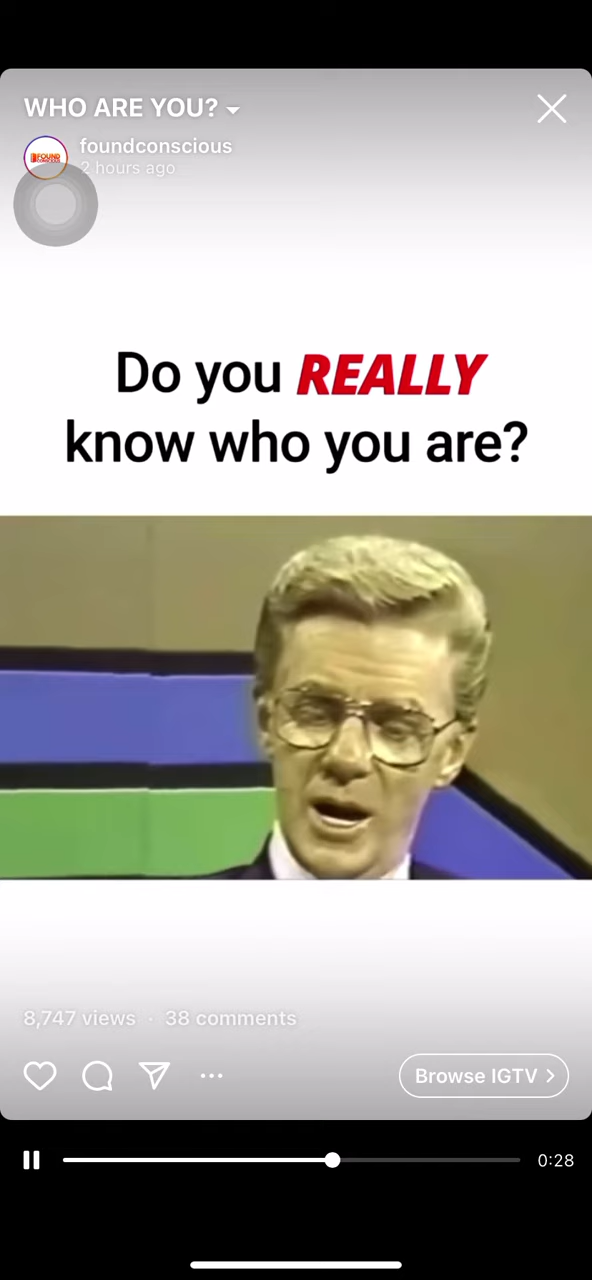 WHO ARE YOU?
foundconscious
FOUND
2 hours ago
Do you REALLY
know who you are?
8,747 views · 38 comments
Browse IGTV
0:28